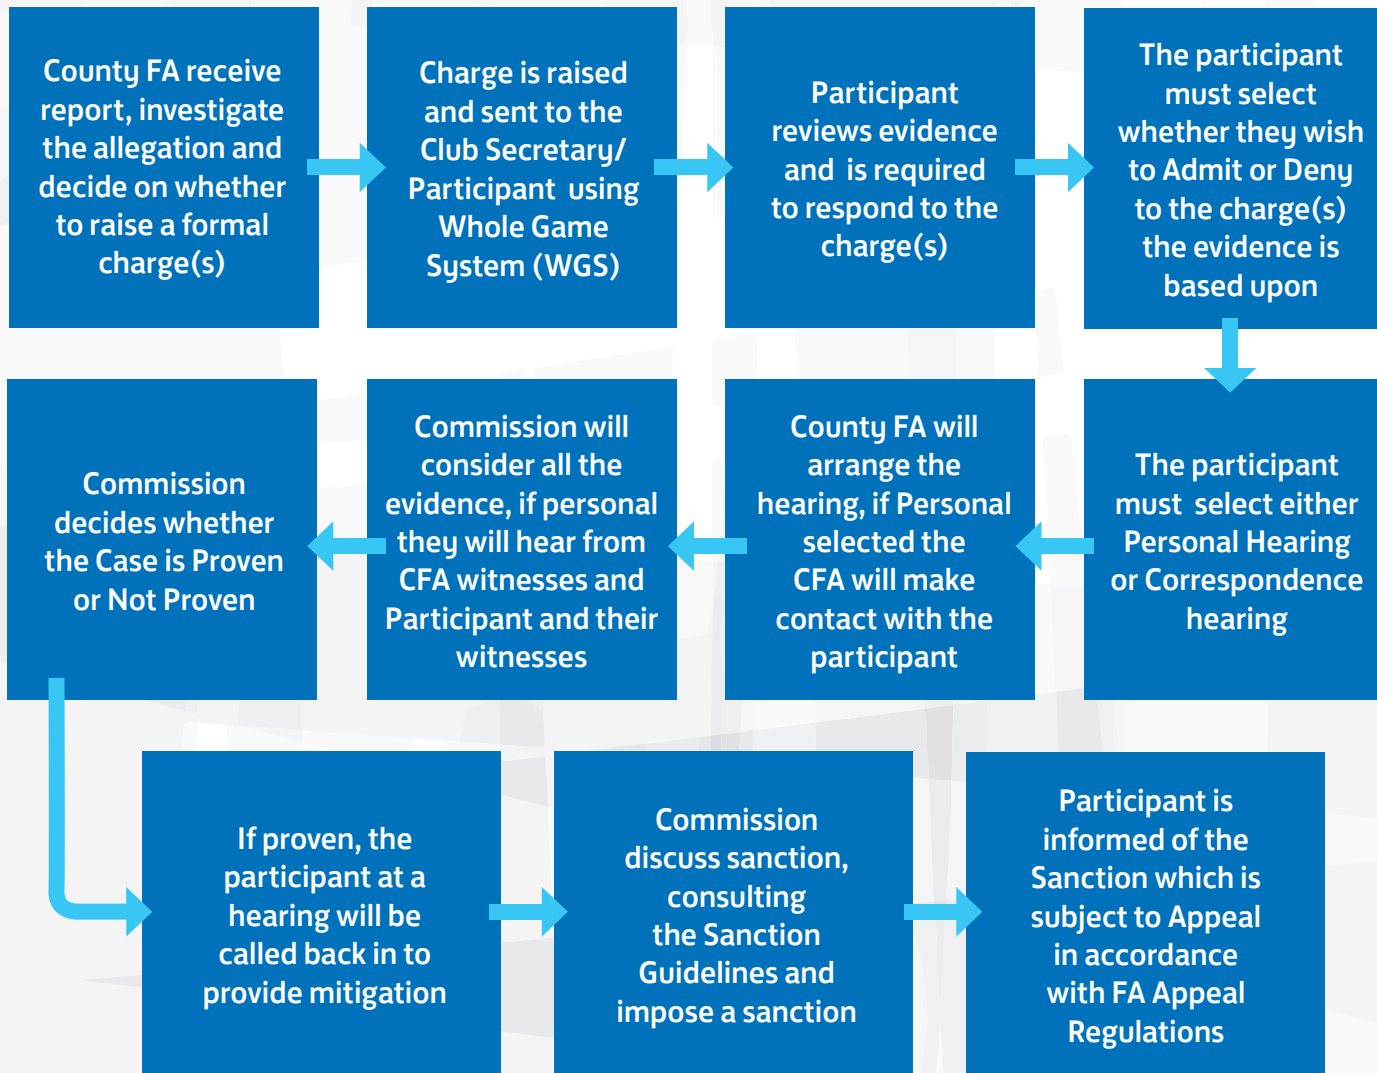 County FA receive
report, investigate
the allegation and
decide on whether
to raise a formal
charge(s)
Charge is raised
and sent to the
Club Secretary/
Participant using
Whole Game
System (WGS)
Participant
reviews evidence
and is required
to respond to the
charge(s)
The participant
must select
whether they wish
to Admit or Deny
to the charge(s)
the evidence is
based upon
The participant
must select either
Personal Hearing
or Correspondence
hearing
County FA will
arrange the
hearing, if Personal
selected the
CFA will make
contact with the
participant
Commission will
consider all the
evidence, if personal
they will hear from
CFA witnesses and
Participant and their
witnesses
Commission
decides whether
the Case is Proven
or Not Proven
If proven, the
participant at a
hearing will be
called back in to
provide mitigation
Commission
discuss sanction,
consulting
the Sanction
Guidelines and
impose a sanction
Participant is
informed of the
Sanction which is
subject to Appeal
in accordance
with FA Appeal
Regulations